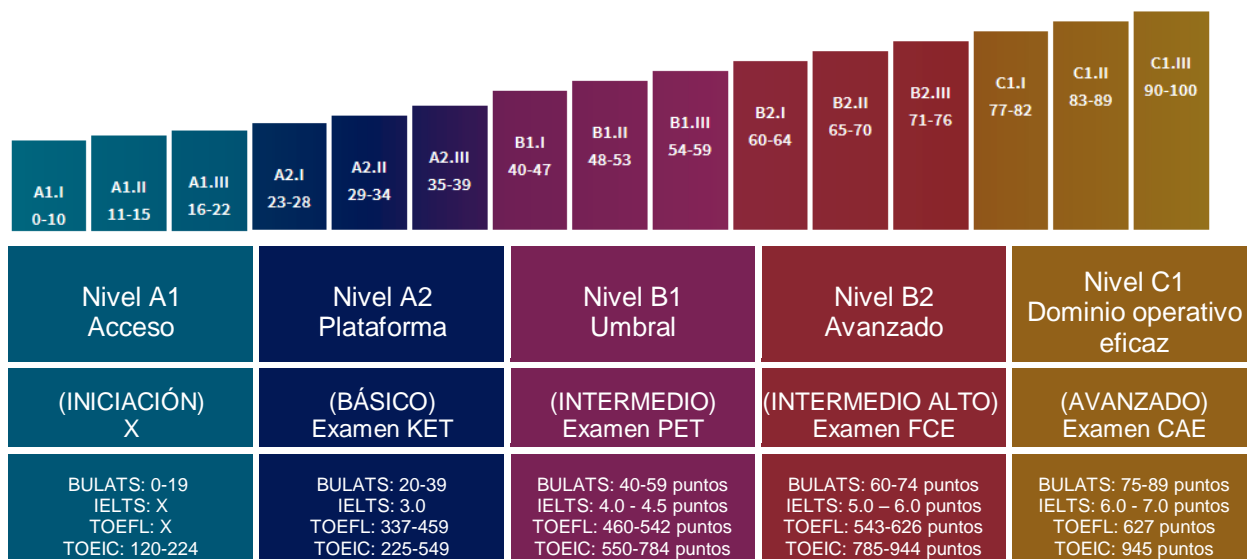 A1.I
0-10
A1.II
11-15
A1.III
16-22
A2.I
23-28
A2.II
29-34
A2.III
35-39
B1.I
40-47
B1.II
48-53
B1.III
54-59
B2.I
60-64
B2.II
65-70
B2.III
71-76
C1.I
77-82
C1.II
83-89
C1.III
90-100
Nivel A1
Acceso
Nivel A2
Plataforma
Nivel B1
Umbral
Nivel B2
Avanzado
Nivel C1
Dominio operativo
eficaz
(INICIACIÓN)
X
(BÁSICO)
Examen KET
(INTERMEDIO)
Examen PET
(INTERMEDIO ALTO)
Examen FCE
(AVANZADO)
Examen CAE
BULATS: 0-19
IELTS: X
TOEFL: X
TOEIC: 120-224
BULATS: 20-39
IELTS: 3.0
TOEFL: 337-459
TOEIC: 225-549
BULATS: 40-59 puntos
IELTS: 4.0 - 4.5 puntos
TOEFL: 460-542 puntos
TOEIC: 550-784 puntos
BULATS: 60-74 puntos
IELTS: 5.0 – 6.0 puntos
TOEFL: 543-626 puntos
TOEIC: 785-944 puntos
BULATS: 75-89 puntos
IELTS: 6.0 - 7.0 puntos
TOEFL: 627 puntos
TOEIC: 945 puntos